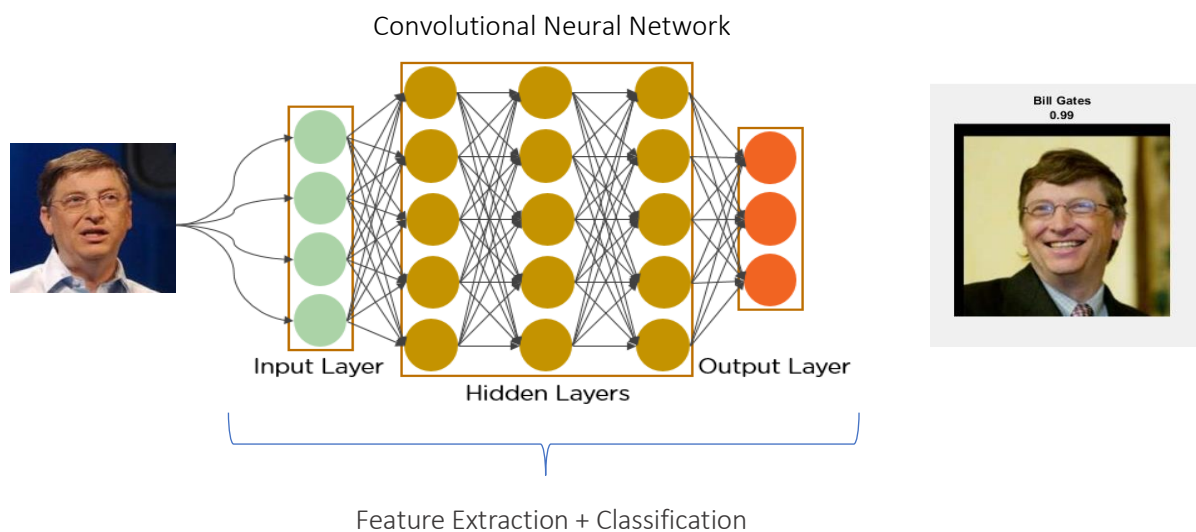 Convolutional Neural Network
Bill Gates
0.99
Input Layer
Hidden Layers
Output Layer
Feature Extraction + Classification